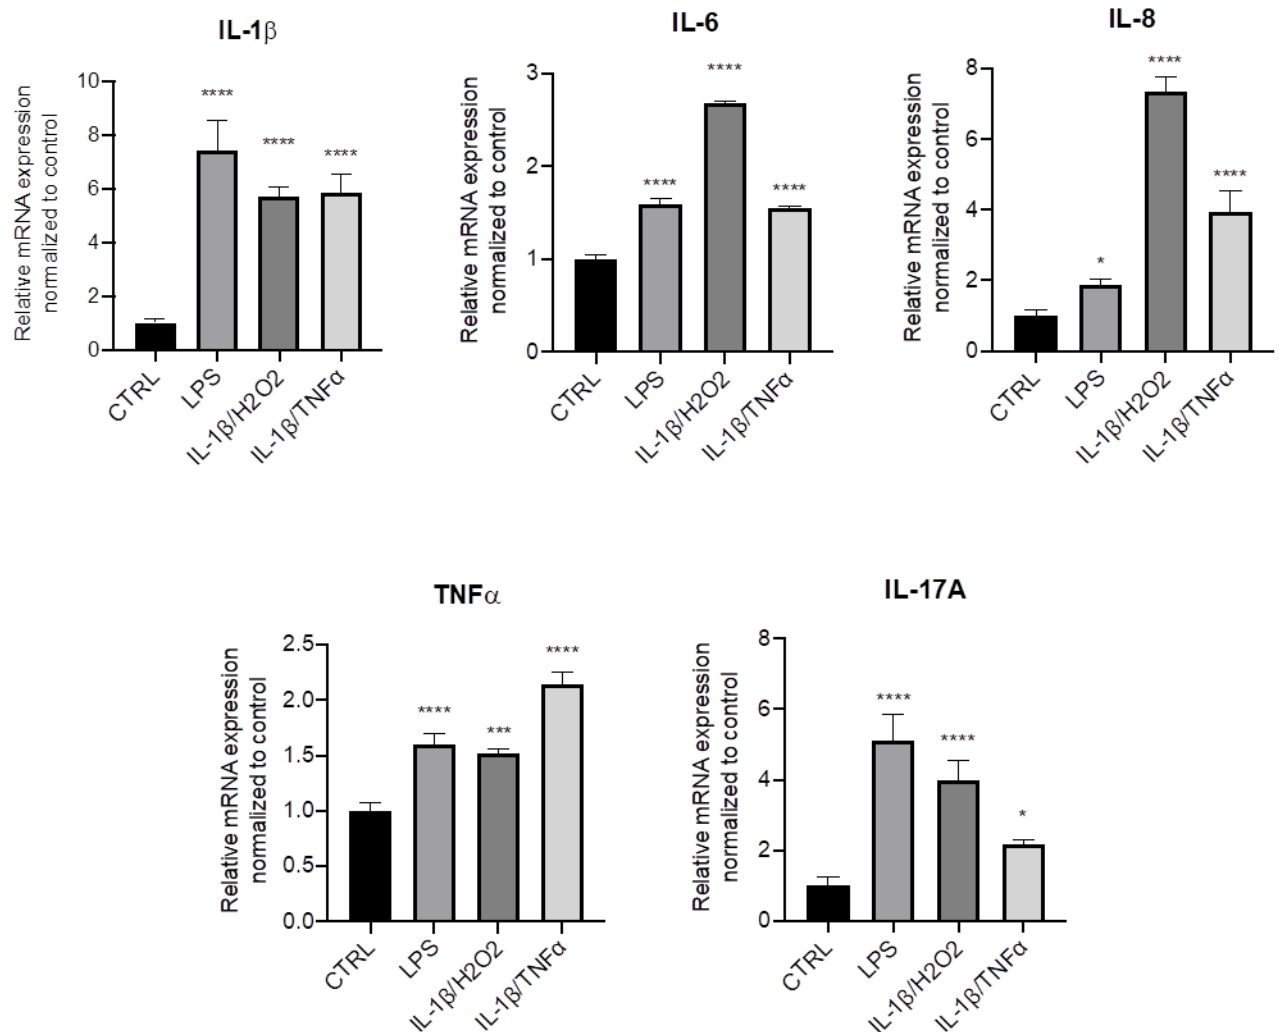 IL-1β
Relative mRNA expression
normalized to control
10
8
6
4
2
0
****
****
****
CTRL
LPS
IL-1β/H2O2
IL-1β/TNFα
IL-6
Relative mRNA expression
normalized to control
3
2
1
0
****
****
****
CTRL
LPS
IL-1β/H2O2
IL-1β/TNFα
IL-8
Relative mRNA expression
normalized to control
8
6
4
2
0
*
****
****
CTRL
LPS
IL-1β/H2O2
IL-1β/TNFα
TNFα
Relative mRNA expression
normalized to control
2.5
2.0
1.5
1.0
0.5
0.0
****
***
****
CTRL
LPS
IL-1β/H2O2
IL-1β/TNFα
IL-17A
Relative mRNA expression
normalized to control
8
6
4
2
0
****
****
*
CTRL
LPS
IL-1β/H2O2
IL-1β/TNFα